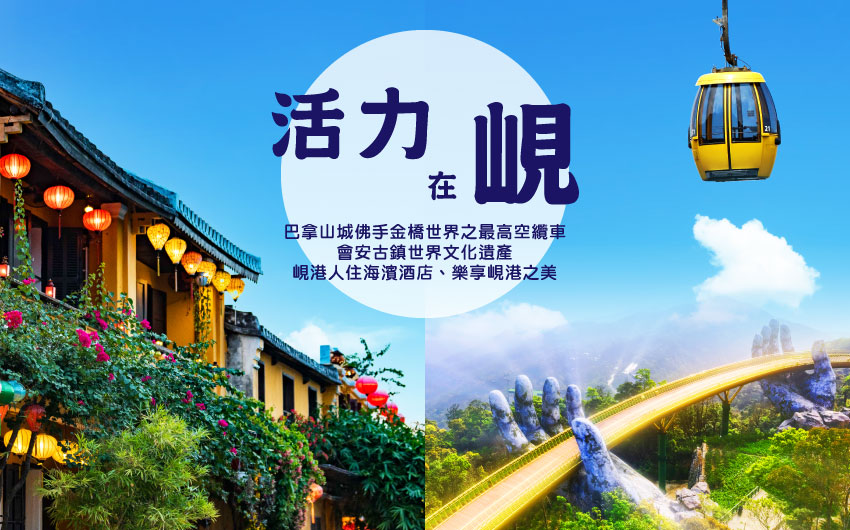 活力
在 峴
巴拿山城佛手金橋世界之最高空纜車
會安古鎮世界文化遺產
峴港人住海濱酒店、樂享峴港之美
21